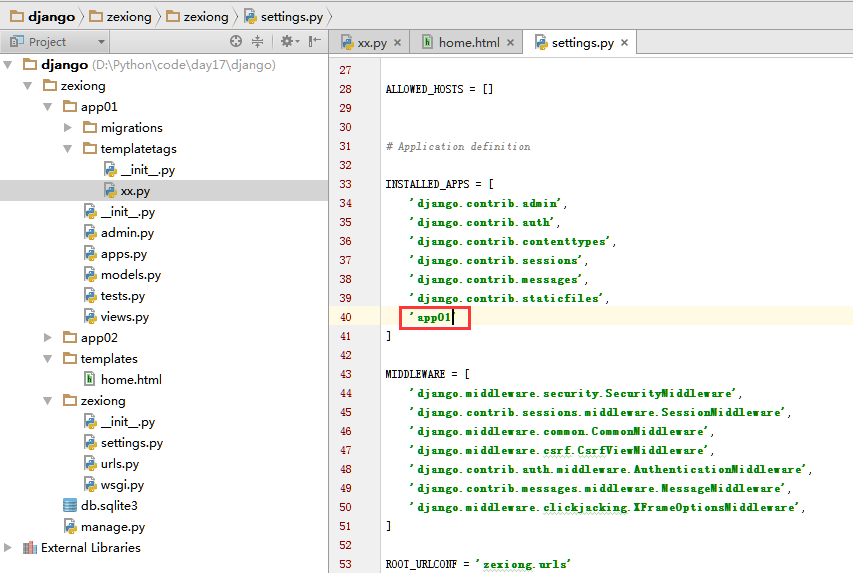 django zexiong zexiong settings.py
Project
xx.py home.html settings.py
django (D:\Python\code\day17\django)
zexiong
app01
migrations
templatetags
__init__.py
xx.py
__init__.py
admin.py
apps.py
models.py
tests.py
views.py
app02
templates
home.html
zexiong
__init__.py
settings.py
urls.py
wsgi.py
db.sqlite3
manage.py
External Libraries
27
28 ALLOWED_HOSTS = []
29
30
31 # Application definition
32
33 INSTALLED_APPS = [
34 'django.contrib.admin',
35 'django.contrib.auth',
36 'django.contrib.contenttypes',
37 'django.contrib.sessions',
38 'django.contrib.messages',
39 'django.contrib.staticfiles',
40 'app01'
41 ]
42
43 MIDDLEWARE = [
44 'django.middleware.security.SecurityMiddleware',
45 'django.contrib.sessions.middleware.SessionMiddleware',
46 'django.middleware.common.CommonMiddleware',
47 'django.middleware.csrf.CsrfViewMiddleware',
48 'django.contrib.auth.middleware.AuthenticationMiddleware',
49 'django.contrib.messages.middleware.MessageMiddleware',
50 'django.middleware.clickjacking.XFrameOptionsMiddleware',
51 ]
52
53 ROOT_URLCONF = 'zexiong.urls'